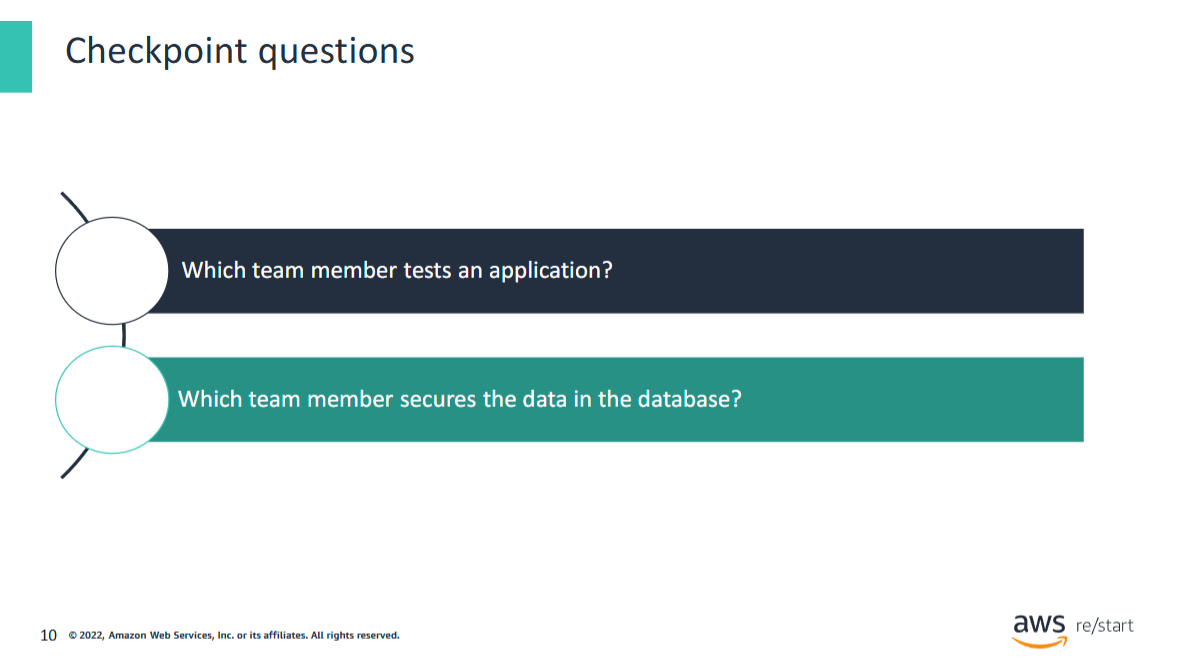 Checkpoint questions
Which team member tests an application?
Which team member secures the data in the database?
10 © 2022, Amazon Web Services, Inc. or its affiliates. All rights reserved.
aws re/start